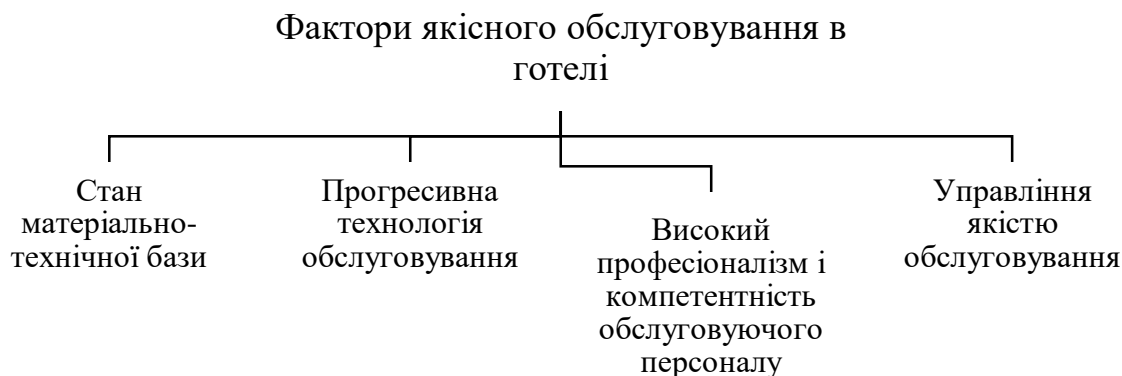 Фактори якісного обслуговування в
готелі
Стан
матеріально-
технічної бази
Прогресивна
технологія
обслуговування
Високий
професіоналізм і
компетентність
обслуговуючого
персоналу
Управління
якістю
обслуговування